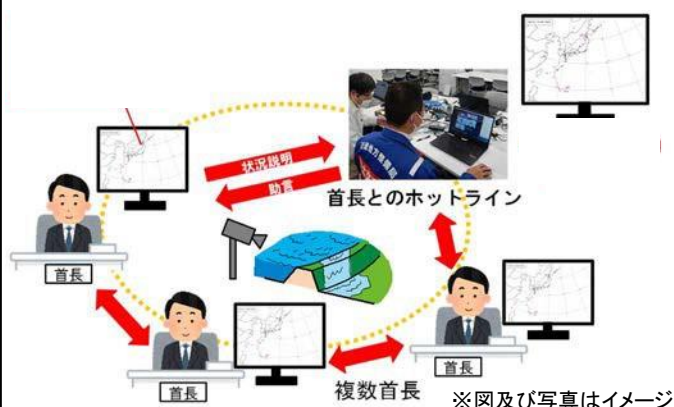 状況説明
助言
首長とのホットライン
首長
首長
首長
複数首長
※図及び写真はイメージ